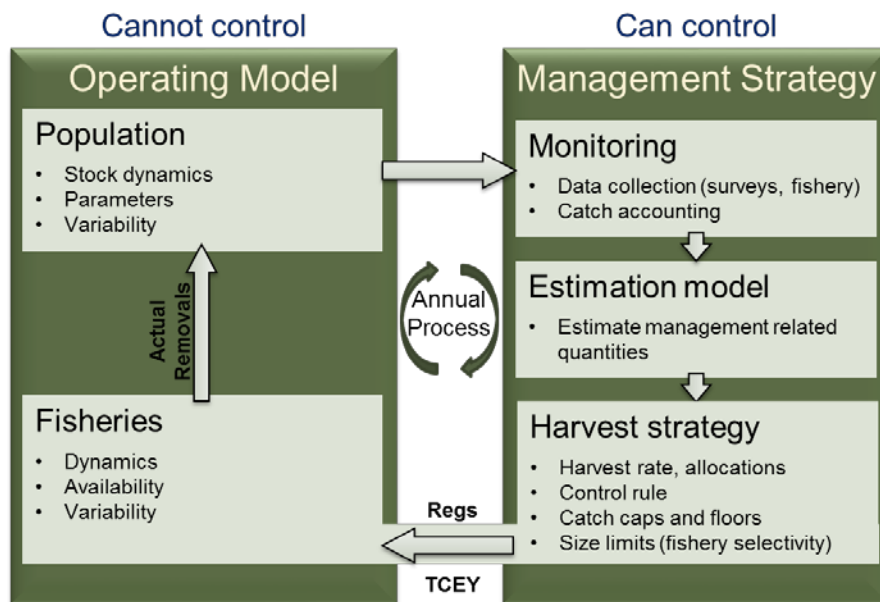 Cannot control
Operating Model
Population
• Stock dynamics
• Parameters
• Variability
Actual
Removals
Fisheries
• Dynamics
• Availability
• Variability
Annual
Process
Regs
TCEY
Can control
Management Strategy
Monitoring
• Data collection (surveys, fishery)
• Catch accounting
Estimation model
• Estimate management related
quantities
Harvest strategy
• Harvest rate, allocations
• Control rule
• Catch caps and floors
• Size limits (fishery selectivity)